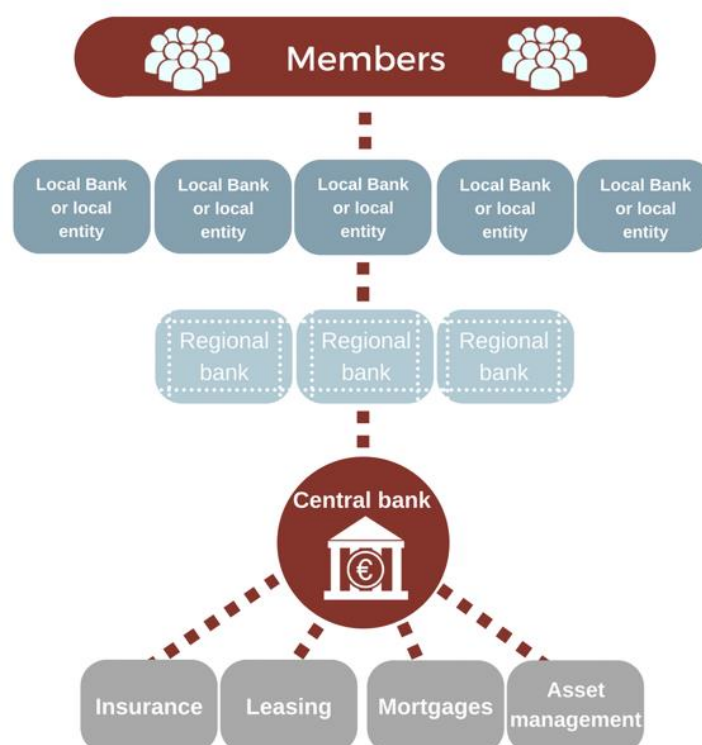 Members
Local Bank Local Bank Local Bank Local Bank Local Bank
or local or local or local or local or local
entity entity entity entity entity
Regional Regional Regional
bank bank bank
Central bank
€
Insurance Leasing Mortgages Asset
management